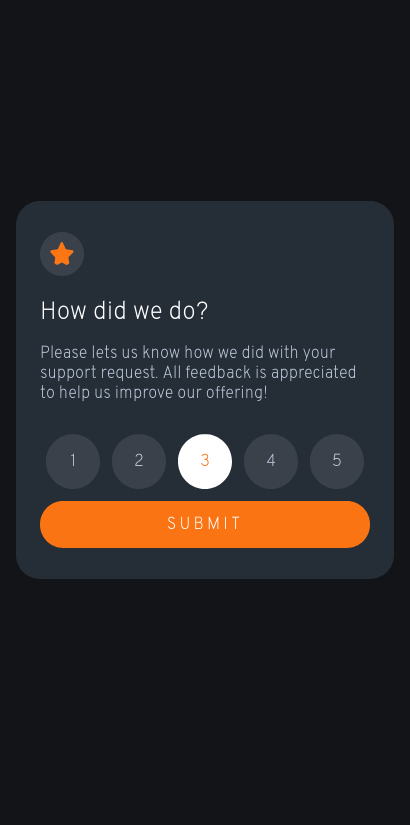 How did we do?
Please lets us know how we did with your
support request. All feedback is appreciated
to help us improve our offering!
1 2 3 4 5
SUBMIT